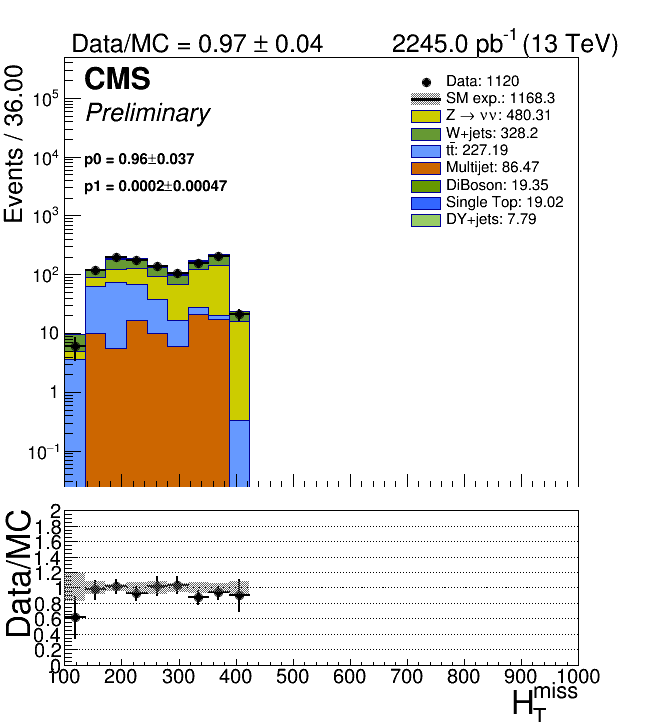 Data/MC = 0.97 ± 0.04 2245.0 pb⁻¹ (13 TeV)
Events / 36.00
CMS
Preliminary
p0 = 0.96±0.037
p1 = 0.0002±0.00047
Data: 1120
SM exp.: 1168.3
Z → νν: 480.31
W+jets: 328.2
tt̄: 227.19
Multijet: 86.47
DiBoson: 19.35
Single Top: 19.02
DY+jets: 7.79
10⁵
10⁴
10³
10²
10
1
10⁻¹
Data/MC
2
1.8
1.6
1.4
1.2
1
0.8
0.6
0.4
0.2
0
100 200 300 400 500 600 700 800 900 1000
H_T^miss